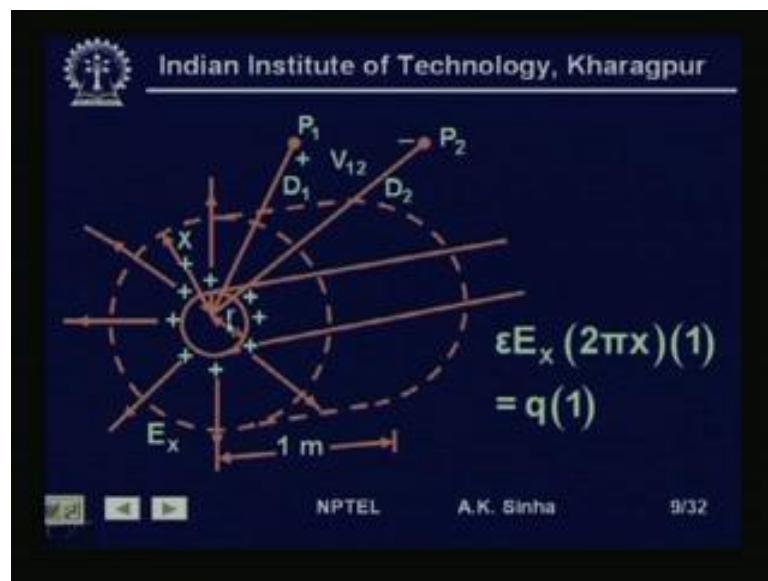 Indian Institute of Technology, Kharagpur
P₁
+ V₁₂ − P₂
D₁ D₂
x
r
εEₓ (2πx)(1)
= q(1)
Eₓ
1 m
NPTEL A.K. Sinha 9/32